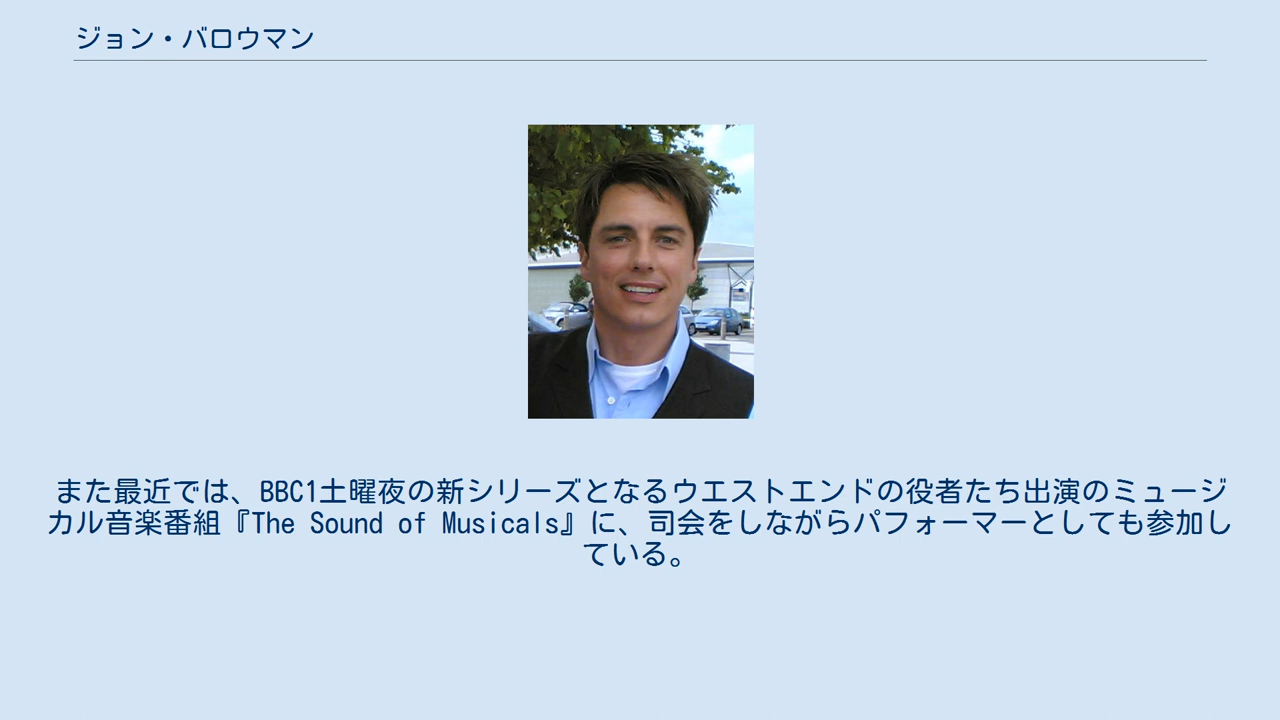 ジョン・バロウマン
また最近では、BBC1土曜夜の新シリーズとなるウエストエンドの役者たち出演のミュージ
カル音楽番組『The Sound of Musicals』に、司会をしながらパフォーマーとしても参加し
ている。